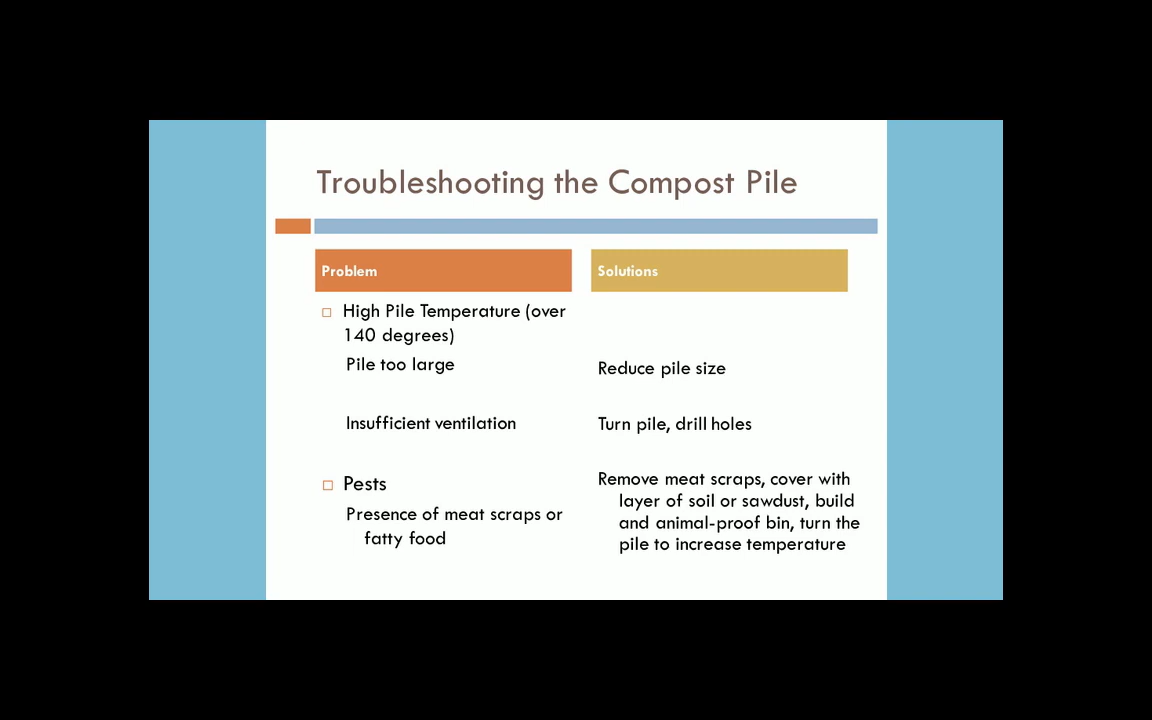 Troubleshooting the Compost Pile
Problem
High Pile Temperature (over
140 degrees)
Pile too large
Insufficient ventilation
Pests
Presence of meat scraps or
fatty food
Solutions
Reduce pile size
Turn pile, drill holes
Remove meat scraps, cover with
layer of soil or sawdust, build
and animal-proof bin, turn the
pile to increase temperature